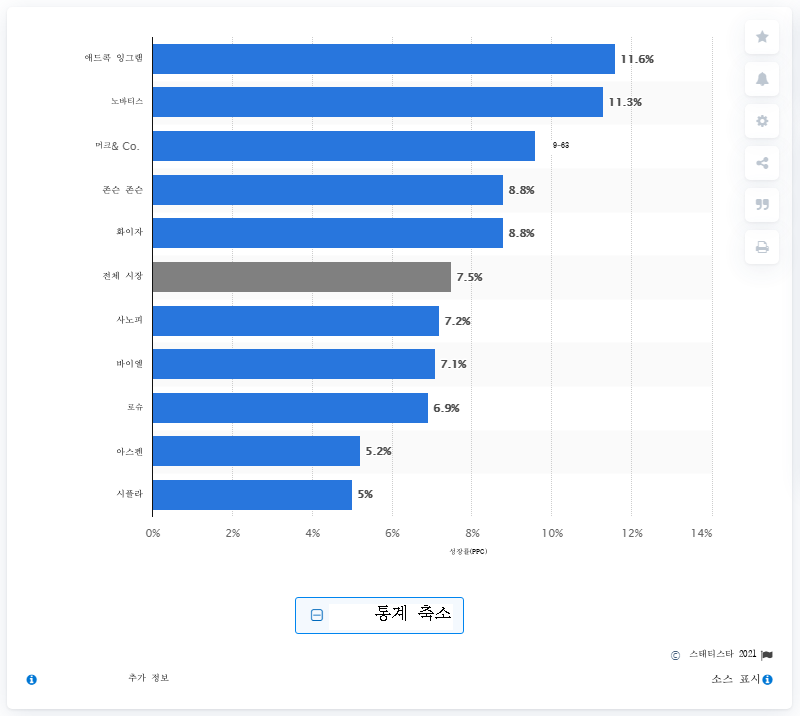 애드콕 잉그램 11.6%
노바티스 11.3%
머크& Co. 9-63
존슨 존슨 8.8%
화이자 8.8%
전체 시장 7.5%
사노피 7.2%
바이엘 7.1%
로슈 6.9%
아스펜 5.2%
시플라 5%
0% 2% 4% 6% 8% 10% 12% 14%
성장률(PPG)
통계 축소
© 스태티스타 2021
추가 정보 소스 표시